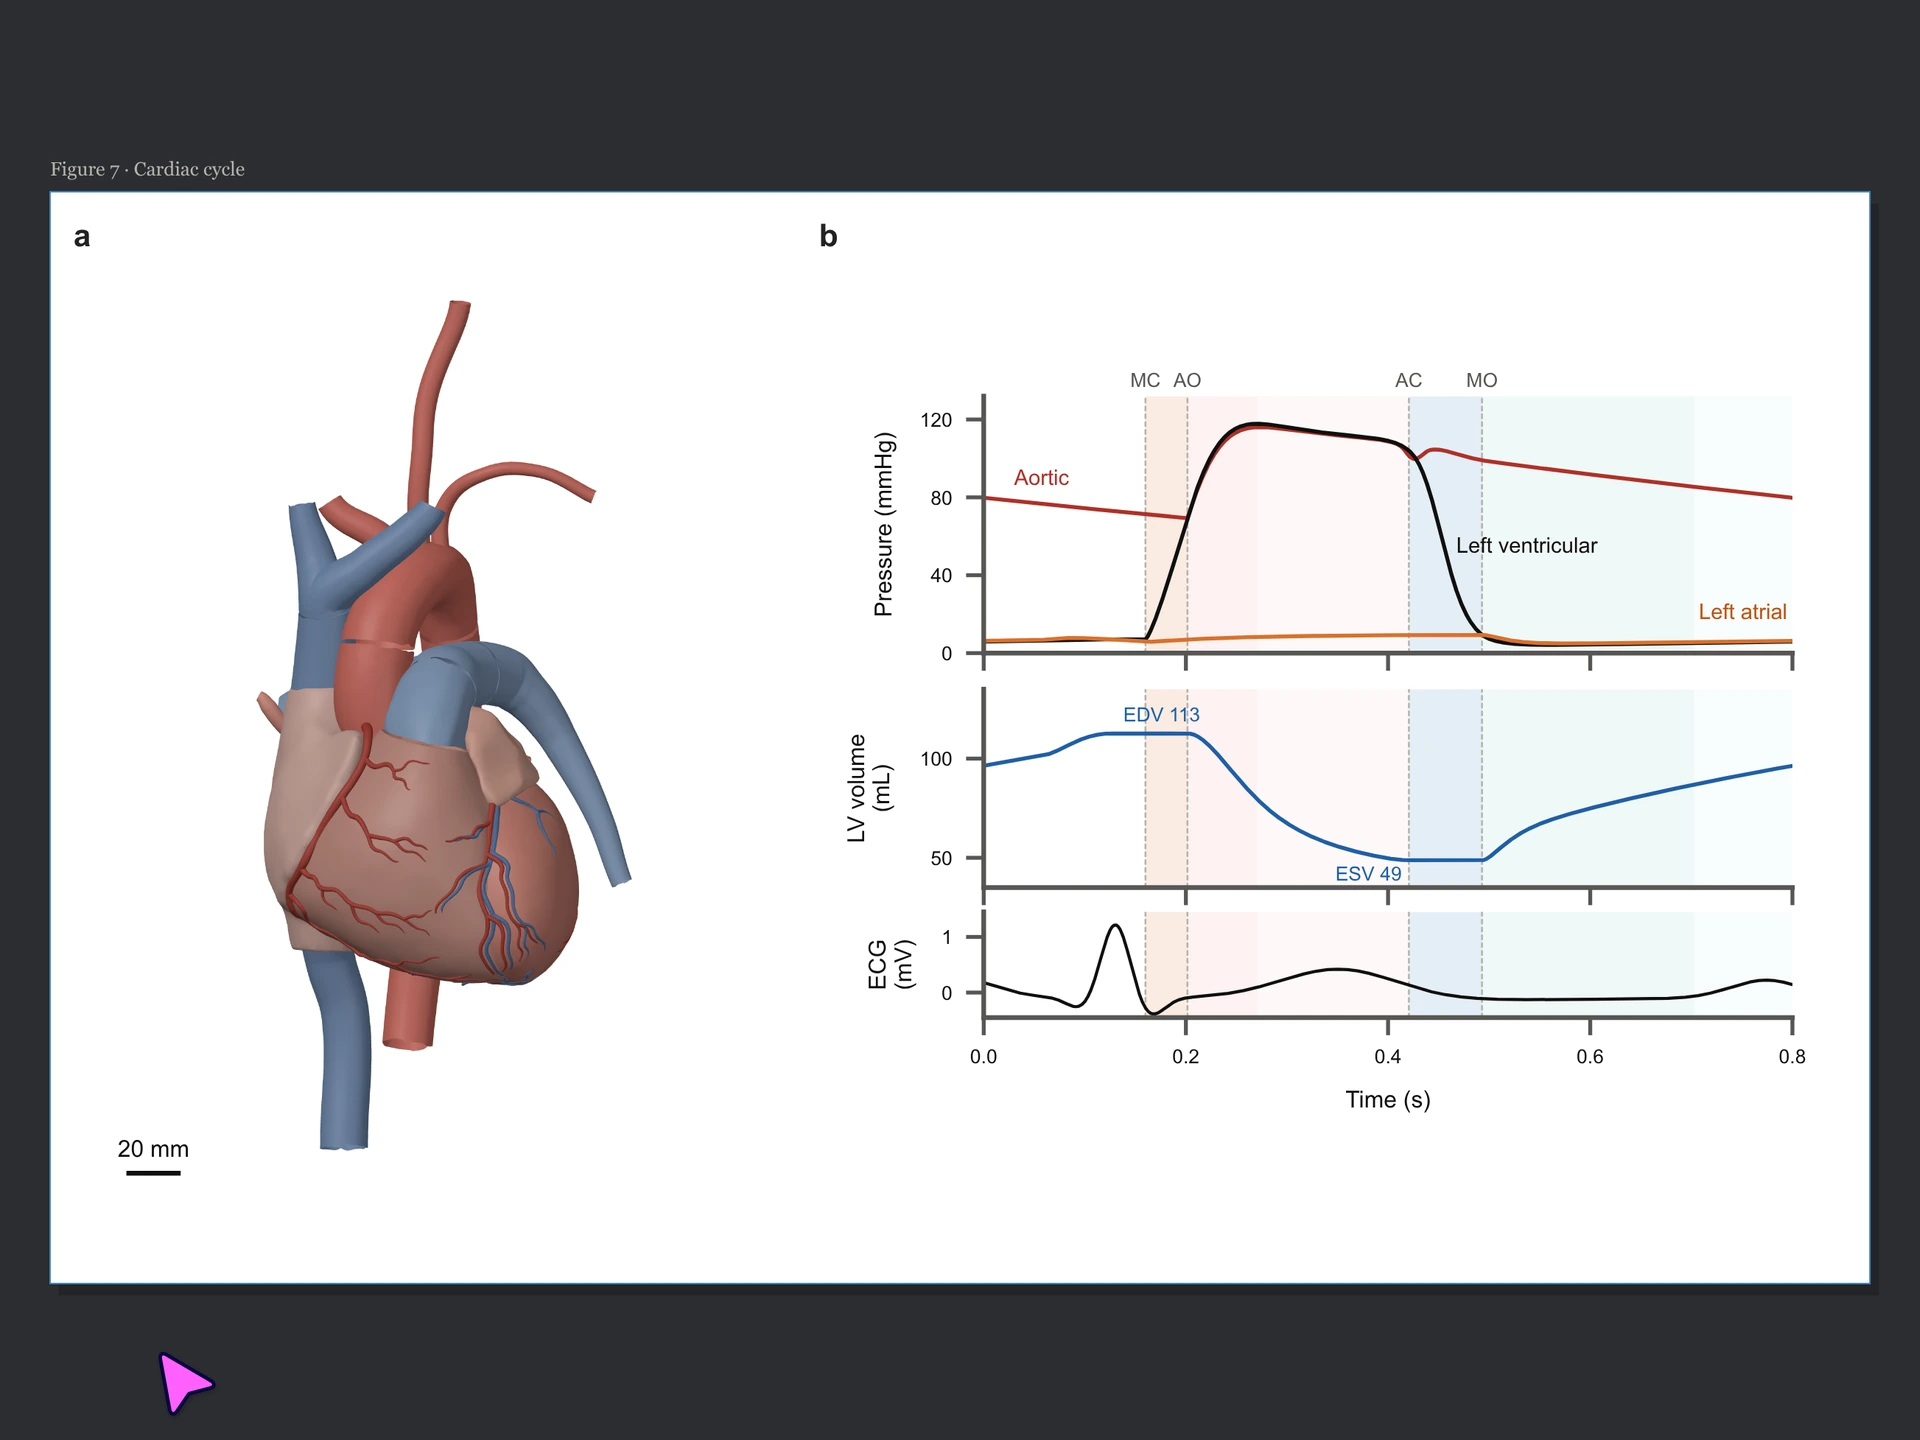 Figure 7 · Cardiac cycle
a
20 mm
b
MC AO AC MO
Pressure (mmHg)
120
80
40
0
Aortic
Left ventricular
Left atrial
LV volume
(mL)
100
50
EDV 113
ESV 49
ECG
(mV)
1
0
0.0 0.2 0.4 0.6 0.8
Time (s)